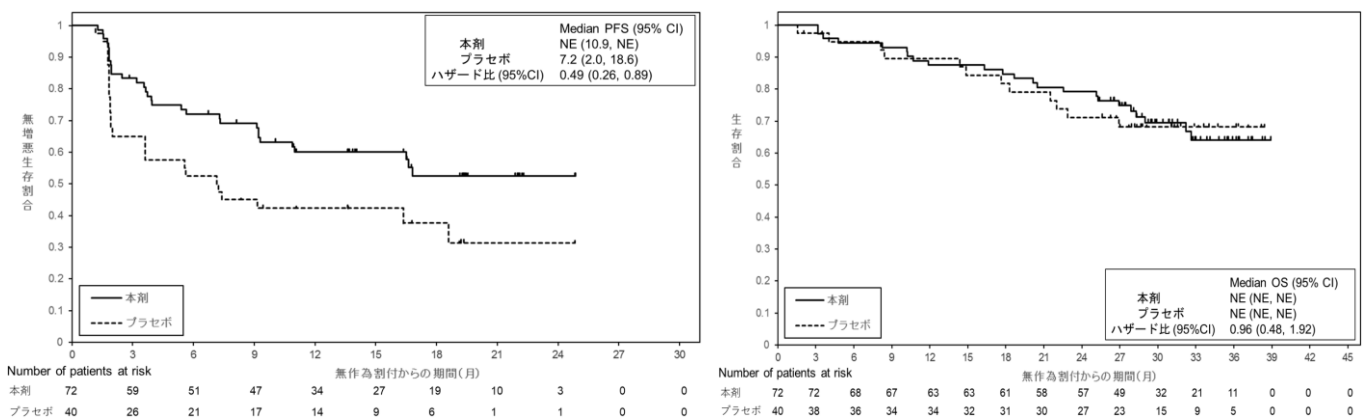 Median PFS (95% CI)
本剤 NE (10.9, NE)
プラセボ 7.2 (2.0, 18.6)
ハザード比 (95%CI) 0.49 (0.26, 0.89)
1
0.9
0.8
0.7
0.6
0.5
0.4
0.3
0.2
0.1
0
無増悪生存割合
本剤
プラセボ
0 3 6 9 12 15 18 21 24 27 30
Number of patients at risk 無作為割付からの期間(月)
本剤 72 59 51 47 34 27 19 10 3 0 0
プラセボ 40 26 21 17 14 9 6 1 1 0 0
1
0.9
0.8
0.7
0.6
0.5
0.4
0.3
0.2
0.1
0
生存割合
本剤
プラセボ
Median OS (95% CI)
本剤 NE (NE, NE)
プラセボ NE (NE, NE)
ハザード比 (95%CI) 0.96 (0.48, 1.92)
0 3 6 9 12 15 18 21 24 27 30 33 36 39 42 45
Number of patients at risk 無作為割付からの期間(月)
本剤 72 72 68 67 63 63 61 58 57 49 32 21 11 0 0 0
プラセボ 40 38 36 34 34 32 31 30 27 23 15 9 5 0 0 0